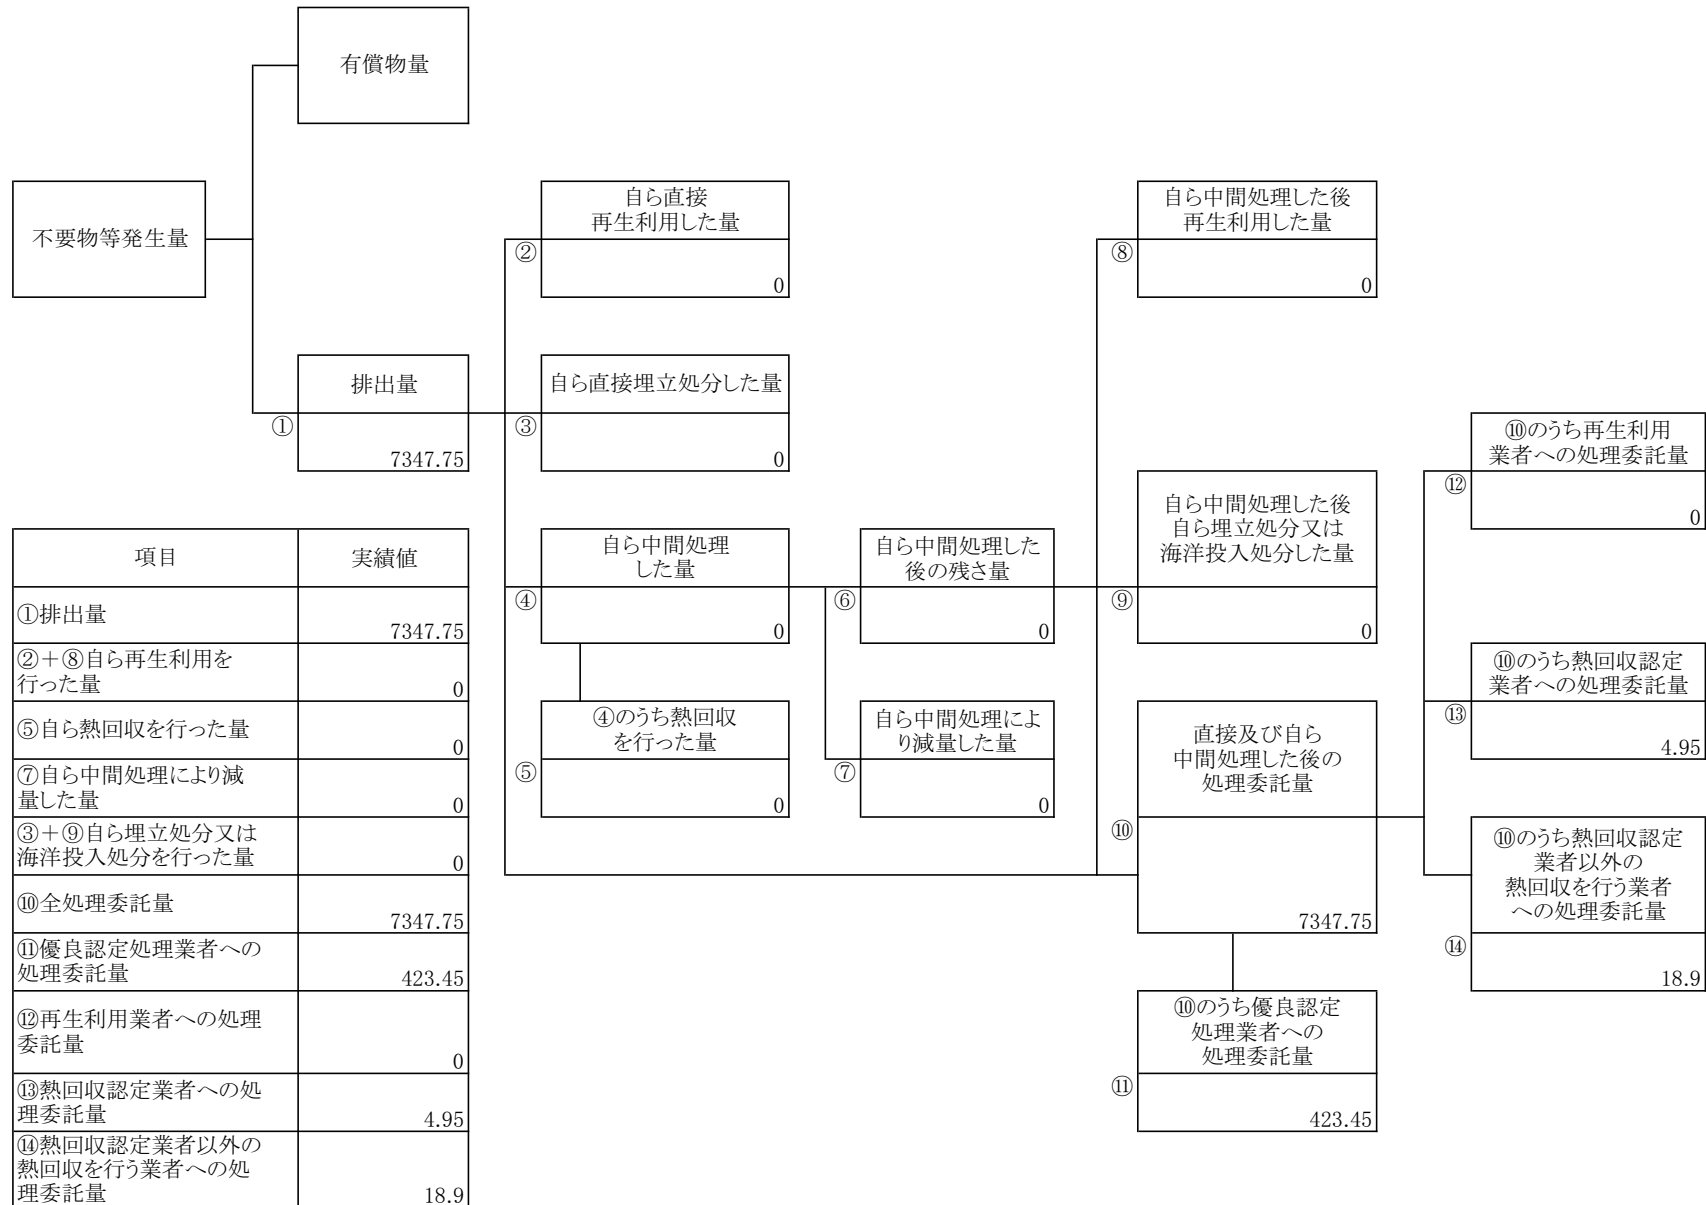 有償物量
不要物等発生量
自ら直接
再生利用した量
②
0
自ら中間処理した後
再生利用した量
⑧
0
排出量
①
7347.75
自ら直接埋立処分した量
③
0
⑩のうち再生利用
業者への処理委託量
⑫
0
自ら中間処理
した量
④
0
自ら中間処理した
後の残さ量
⑥
0
自ら中間処理した後
自ら埋立処分又は
海洋投入処分した量
⑨
0
⑩のうち熱回収認定
業者への処理委託量
⑬
4.95
④のうち熱回収
を行った量
⑤
0
自ら中間処理によ
り減量した量
⑦
0
直接及び自ら
中間処理した後の
処理委託量
⑩
7347.75
⑩のうち熱回収認定
業者以外の
熱回収を行う業者
への処理委託量
⑭
18.9
⑩のうち優良認定
処理業者への
処理委託量
⑪
423.45
項目 実績値
①排出量
7347.75
②＋⑧自ら再生利用を
行った量
0
⑤自ら熱回収を行った量
0
⑦自ら中間処理により減
量した量
0
③＋⑨自ら埋立処分又は
海洋投入処分を行った量
0
⑩全処理委託量
7347.75
⑪優良認定処理業者への
処理委託量
423.45
⑫再生利用業者への処理
委託量
0
⑬熱回収認定業者への処
理委託量
4.95
⑭熱回収認定業者以外の
熱回収を行う業者への処
理委託量
18.9